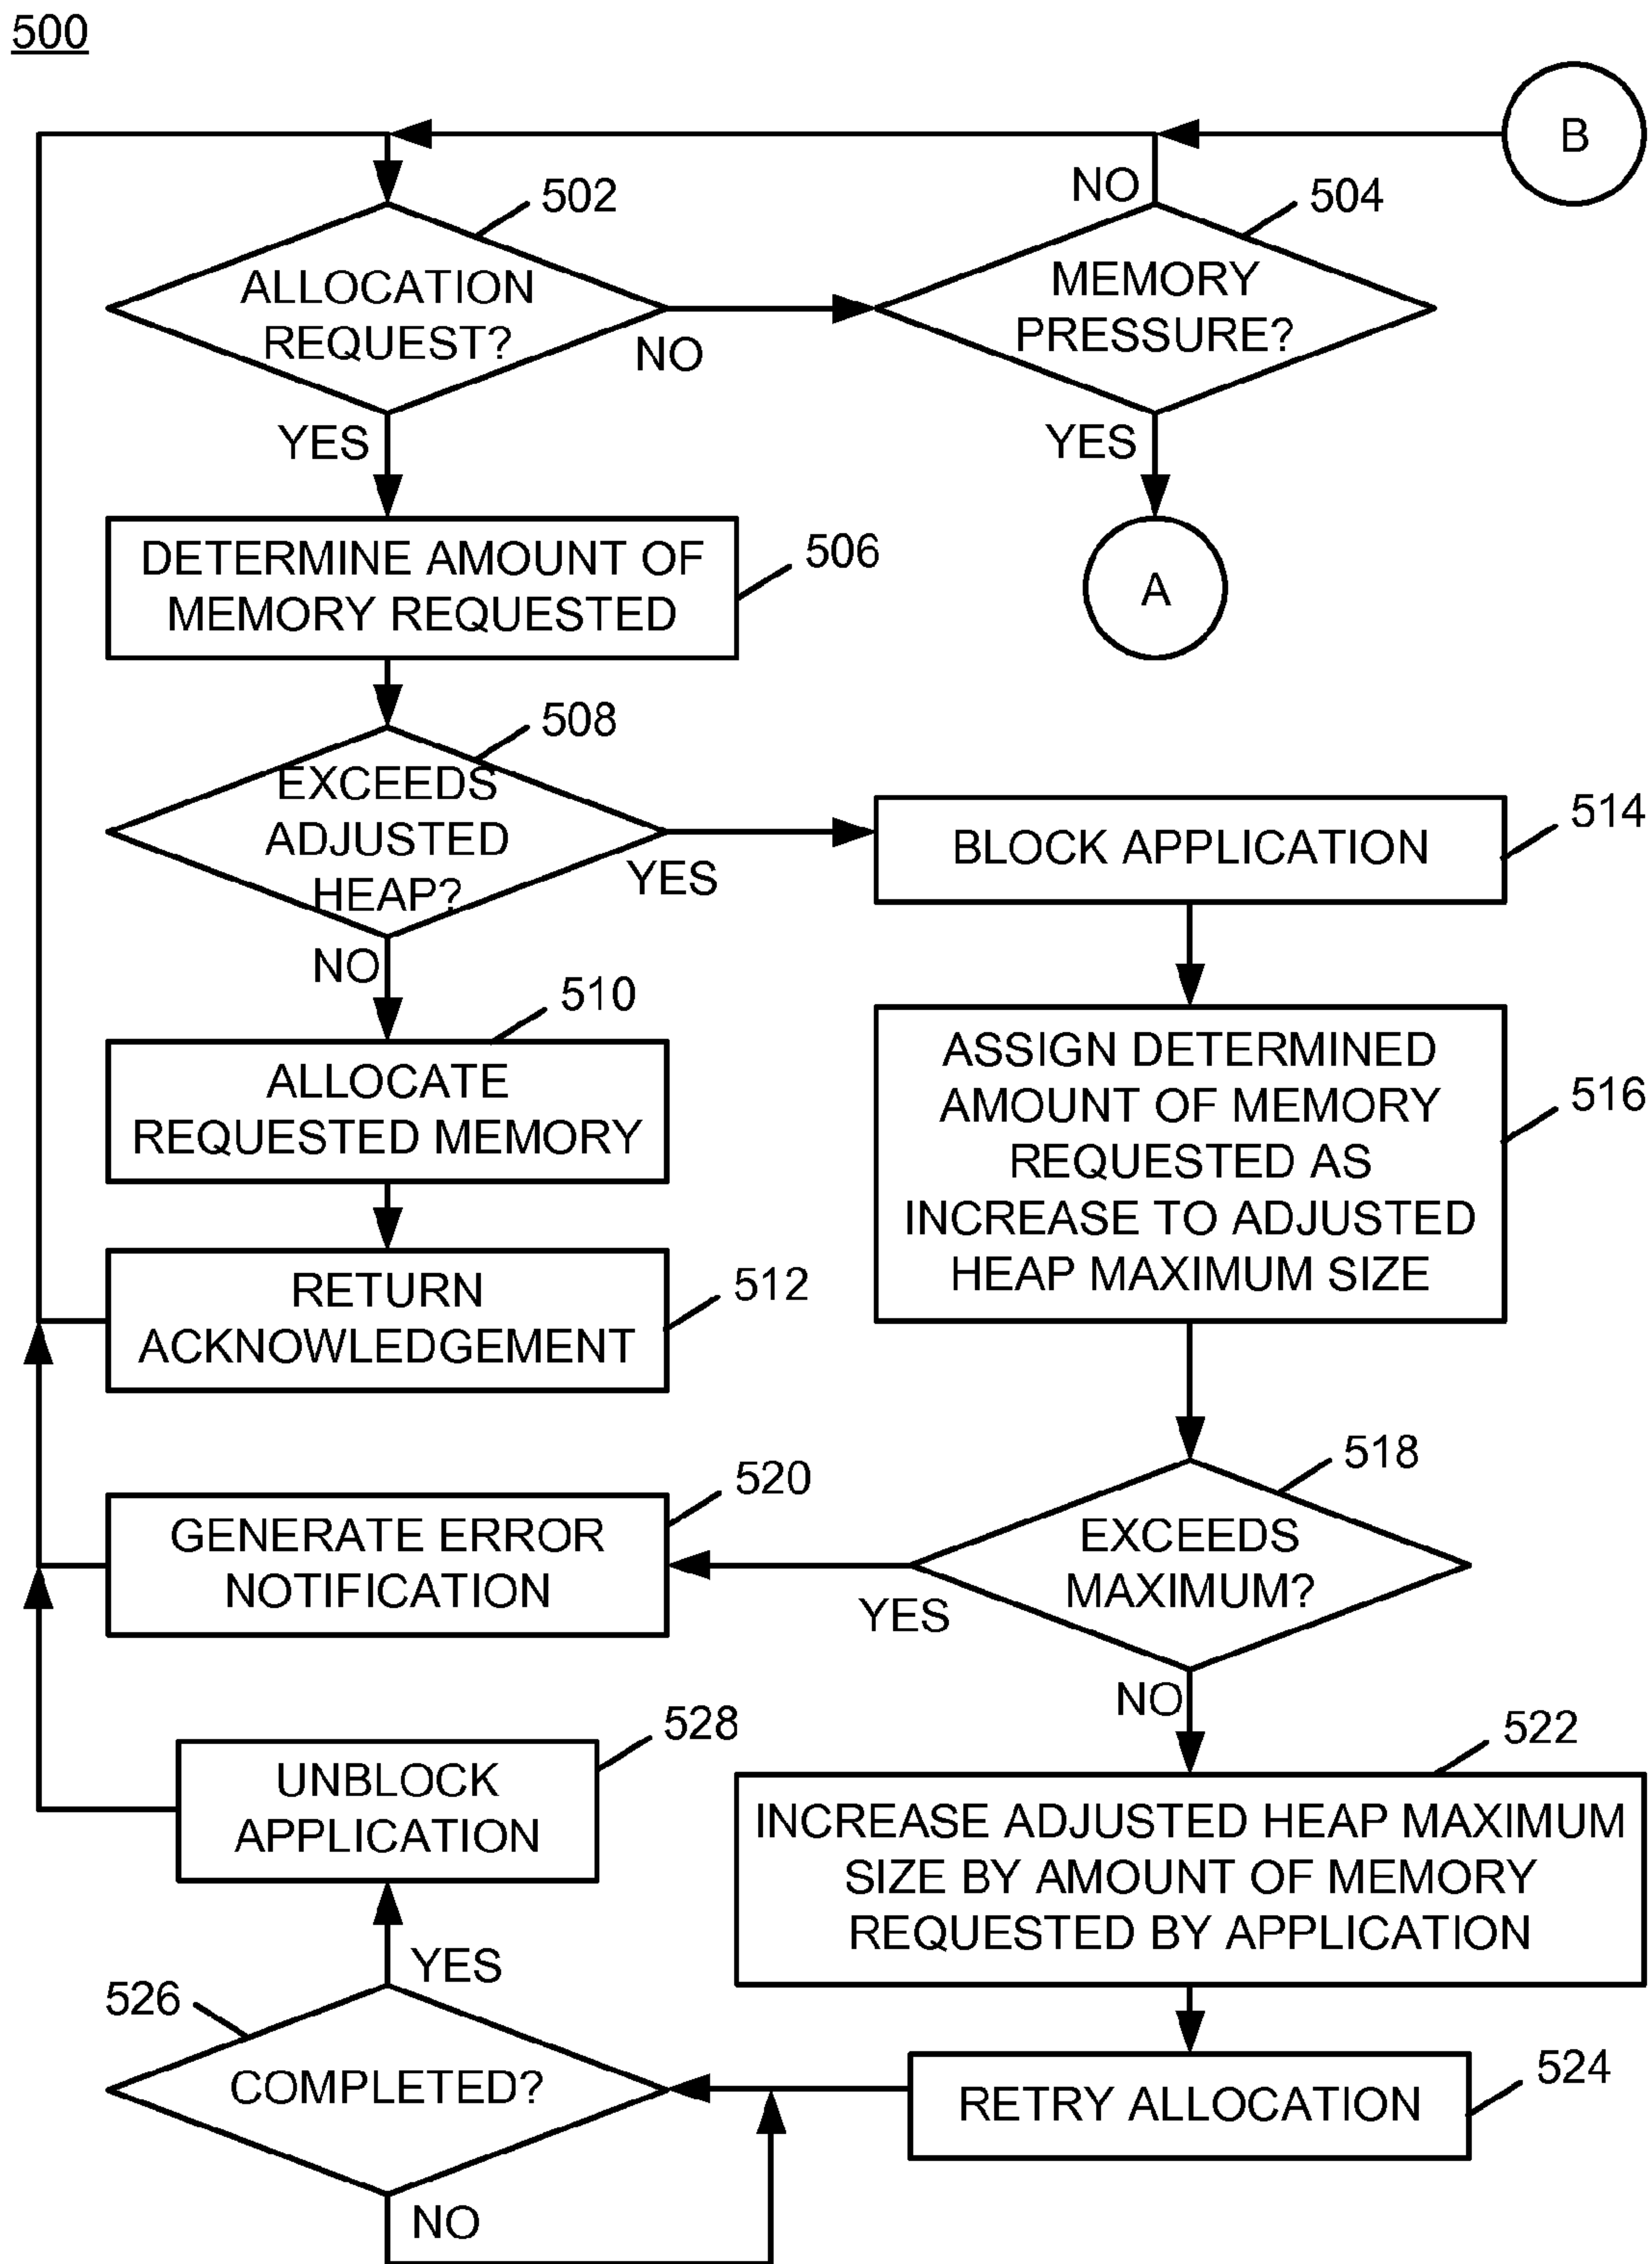 500
B
NO
502
504
ALLOCATION
REQUEST?
MEMORY
PRESSURE?
NO
YES
YES
DETERMINE AMOUNT OF
MEMORY REQUESTED
506
A
508
EXCEEDS
ADJUSTED
HEAP?
YES
BLOCK APPLICATION
514
NO
510
ALLOCATE
REQUESTED MEMORY
ASSIGN DETERMINED
AMOUNT OF MEMORY
REQUESTED AS
INCREASE TO ADJUSTED
HEAP MAXIMUM SIZE
516
RETURN
ACKNOWLEDGEMENT
512
518
EXCEEDS
MAXIMUM?
YES
520
GENERATE ERROR
NOTIFICATION
NO
522
INCREASE ADJUSTED HEAP MAXIMUM
SIZE BY AMOUNT OF MEMORY
REQUESTED BY APPLICATION
528
UNBLOCK
APPLICATION
YES
526
COMPLETED?
RETRY ALLOCATION
524
NO